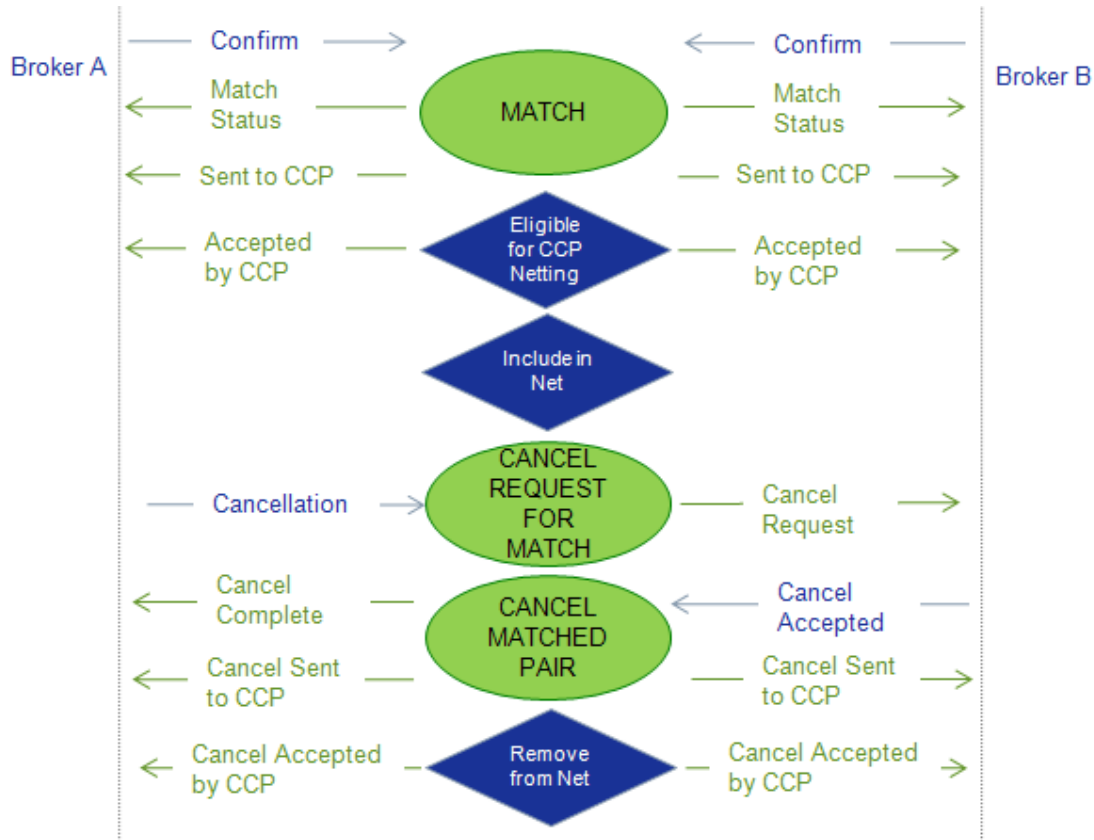 Confirm
Confirm
Broker A
Broker B
Match
Status
MATCH
Match
Status
Sent to CCP
Sent to CCP
Accepted
by CCP
Eligible
for CCP
Netting
Accepted
by CCP
Include in
Net
Cancellation
CANCEL
REQUEST
FOR
MATCH
Cancel
Request
Cancel
Complete
CANCEL
MATCHED
PAIR
Cancel
Accepted
Cancel Sent
to CCP
Cancel Sent
to CCP
Cancel Accepted
by CCP
Remove
from Net
Cancel Accepted
by CCP